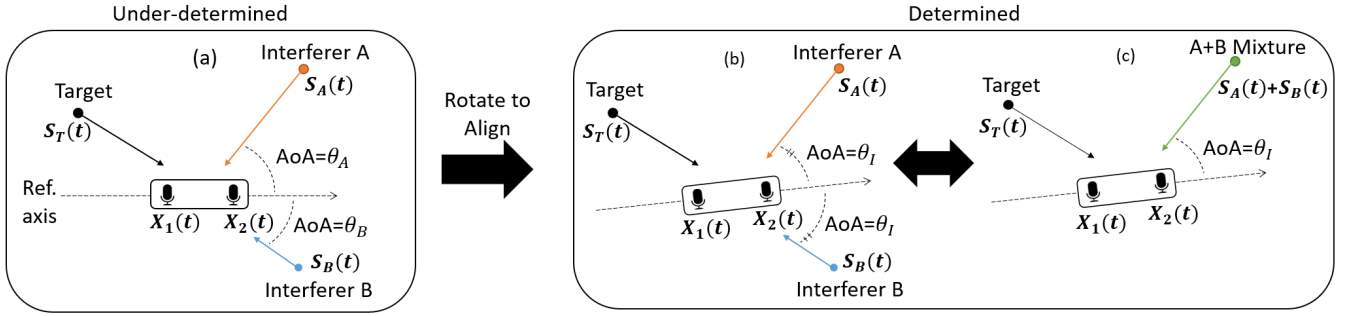 Under-determined
(a)
Interferer A
S_A(t)
Target
S_T(t)
AoA=θ_A
Ref.
axis
X_1(t) X_2(t)
AoA=θ_B
S_B(t)
Interferer B
Rotate to
Align
Determined
(b)
Interferer A
S_A(t)
Target
S_T(t)
AoA=θ_I
X_1(t) X_2(t)
AoA=θ_I
S_B(t)
Interferer B
(c)
A+B Mixture
S_A(t)+S_B(t)
Target
S_T(t)
AoA=θ_I
X_1(t) X_2(t)